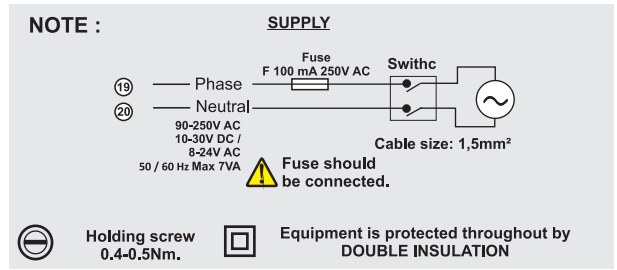 NOTE :
SUPPLY
Fuse
F 100 mA 250V AC
Swithc
19 Phase
20 Neutral
90-250V AC
10-30V DC /
8-24V AC
50 / 60 Hz Max 7VA
Cable size: 1,5mm²
Fuse should
be connected.
Holding screw
0.4-0.5Nm.
Equipment is protected throughout by
DOUBLE INSULATION